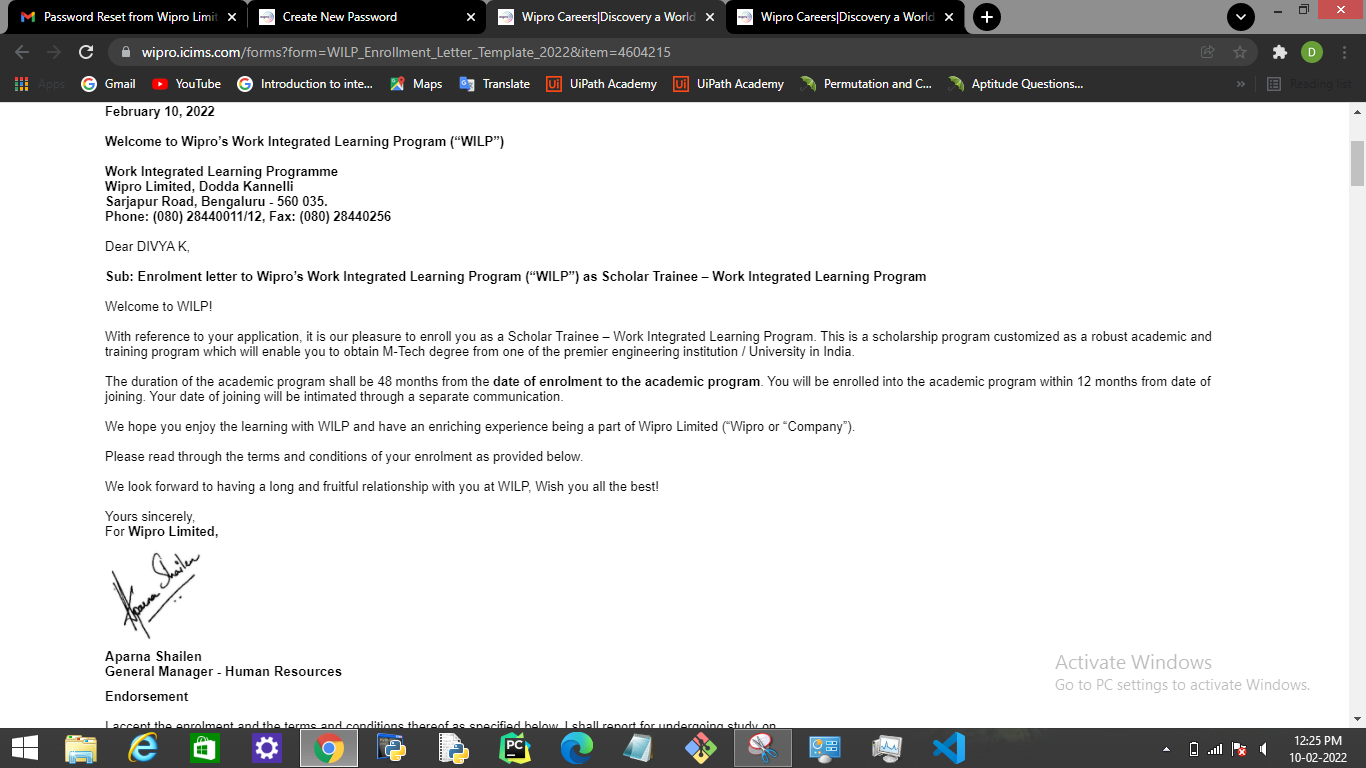 Password Reset from Wipro Limit
Create New Password
Wipro Careers|Discovery a World
Wipro Careers|Discovery a World
wipro.icims.com/forms?form=WILP_Enrollment_Letter_Template_2022&item=4604215
D
Apps
Gmail
YouTube
Introduction to inte...
Maps
Translate
UiPath Academy
UiPath Academy
Permutation and C...
Aptitude Questions...
Reading list
February 10, 2022
Welcome to Wipro’s Work Integrated Learning Program (“WILP”)
Work Integrated Learning Programme
Wipro Limited, Dodda Kannelli
Sarjapur Road, Bengaluru - 560 035.
Phone: (080) 28440011/12, Fax: (080) 28440256
Dear DIVYA K,
Sub: Enrolment letter to Wipro’s Work Integrated Learning Program (“WILP”) as Scholar Trainee – Work Integrated Learning Program
Welcome to WILP!
With reference to your application, it is our pleasure to enroll you as a Scholar Trainee – Work Integrated Learning Program. This is a scholarship program customized as a robust academic and
training program which will enable you to obtain M-Tech degree from one of the premier engineering institution / University in India.
The duration of the academic program shall be 48 months from the date of enrolment to the academic program. You will be enrolled into the academic program within 12 months from date of
joining. Your date of joining will be intimated through a separate communication.
We hope you enjoy the learning with WILP and have an enriching experience being a part of Wipro Limited (“Wipro or “Company”).
Please read through the terms and conditions of your enrolment as provided below.
We look forward to having a long and fruitful relationship with you at WILP, Wish you all the best!
Yours sincerely,
For Wipro Limited,
Aparna Shailen
Aparna Shailen
General Manager - Human Resources
Endorsement
I accept the enrolment and the terms and conditions thereof as specified below. I shall report for undergoing study on
Activate Windows
Go to PC settings to activate Windows.
PC
12:25 PM
10-02-2022